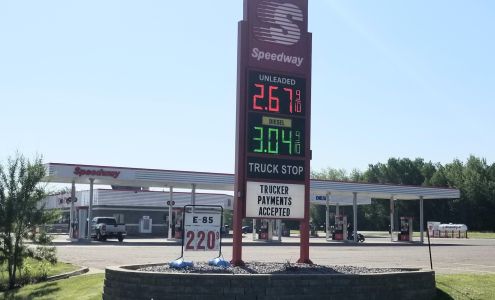 S
Speedway
UNLEADED
2.67 9/10
DIESEL
3.04 9/10
TRUCK STOP
TRUCKER
PAYMENTS
ACCEPTED
E-85
220
Speedway
DIESEL